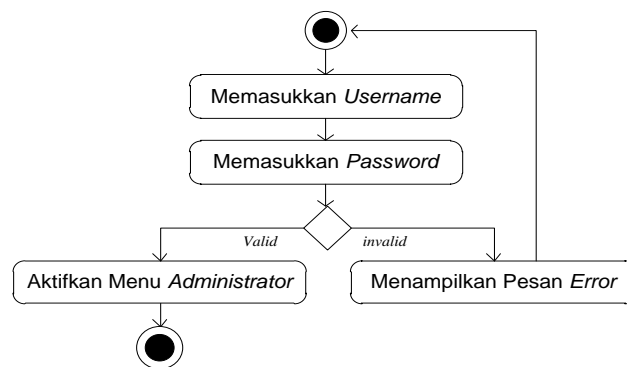 Memasukkan Username
Memasukkan Password
Valid
invalid
Aktifkan Menu Administrator
Menampilkan Pesan Error